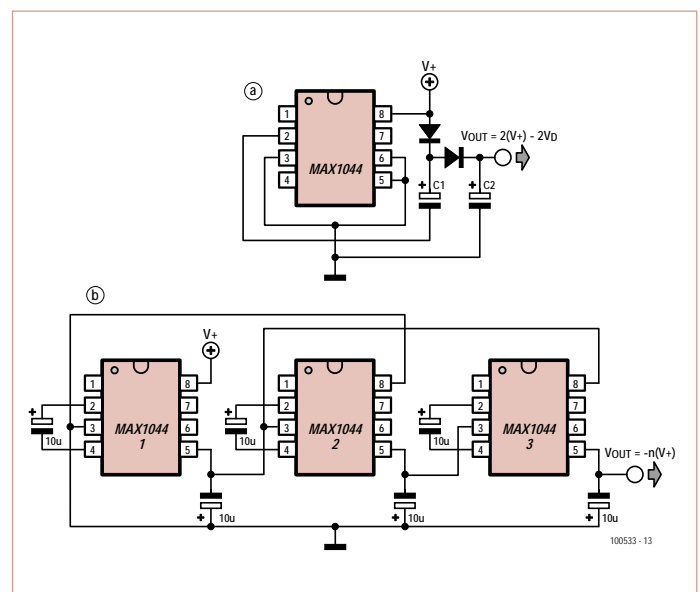 a
V+
1
2
3
4
8
7
6
5
MAX1044
VOUT = 2(V+) - 2VD
+ C1
+ C2
b
V+
1
2
3
4
8
7
6
5
MAX1044
1
+
10u
+
10u
1
2
3
4
8
7
6
5
MAX1044
2
+
10u
+
10u
1
2
3
4
8
7
6
5
MAX1044
3
+
10u
+
10u
VOUT = -n(V+)
100533 - 13